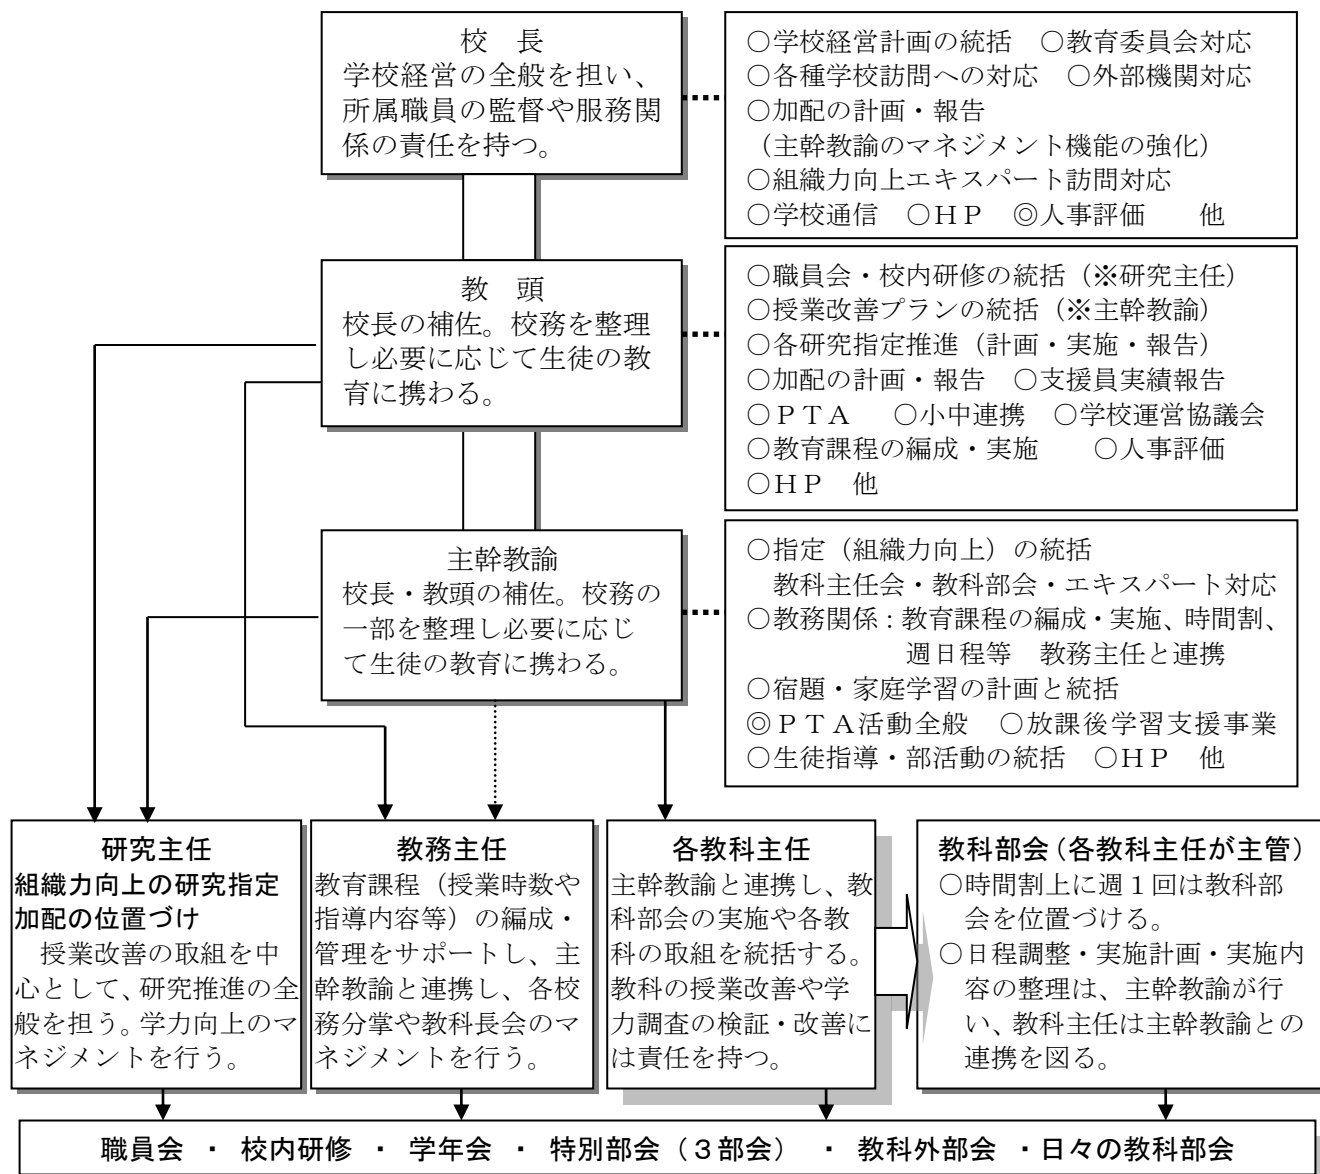 校　長
学校経営の全般を担い、
所属職員の監督や服務関
係の責任を持つ。
○学校経営計画の統括　○教育委員会対応
○各種学校訪問への対応　○外部機関対応
○加配の計画・報告
（主幹教諭のマネジメント機能の強化）
○組織力向上エキスパート訪問対応
○学校通信　○ＨＰ　◎人事評価　　他
教　頭
校長の補佐。校務を整理
し必要に応じて生徒の教
育に携わる。
○職員会・校内研修の統括（※研究主任）
○授業改善プランの統括（※主幹教諭）
○各研究指定推進（計画・実施・報告）
○加配の計画・報告　○支援員実績報告
○ＰＴＡ　　○小中連携　○学校運営協議会
○教育課程の編成・実施　　○人事評価
○ＨＰ　他
主幹教諭
校長・教頭の補佐。校務の
一部を整理し必要に応じ
て生徒の教育に携わる。
○指定（組織力向上）の統括
教科主任会・教科部会・エキスパート対応
○教務関係：教育課程の編成・実施、時間割、
週日程等　教務主任と連携
○宿題・家庭学習の計画と統括
◎ＰＴＡ活動全般　○放課後学習支援事業
○生徒指導・部活動の統括　○ＨＰ　他
研究主任
組織力向上の研究指定
加配の位置づけ
授業改善の取組を中
心として、研究推進の全
般を担う。学力向上のマ
ネジメントを行う。
教務主任
教育課程（授業時数や
指導内容等）の編成・
管理をサポートし、主
幹教諭と連携し、各校
務分掌や教科長会のマ
ネジメントを行う。
各教科主任
主幹教諭と連携し、教
科部会の実施や各教
科の取組を統括する。
教科の授業改善や学
力調査の検証・改善に
は責任を持つ。
教科部会（各教科主任が主管）
○時間割上に週１回は教科部
会を位置づける。
○日程調整・実施計画・実施内
容の整理は、主幹教諭が行
い、教科主任は主幹教諭との
連携を図る。
職員会　・　校内研修　・　学年会　・　特別部会（３部会）　・　教科外部会　・日々の教科部会